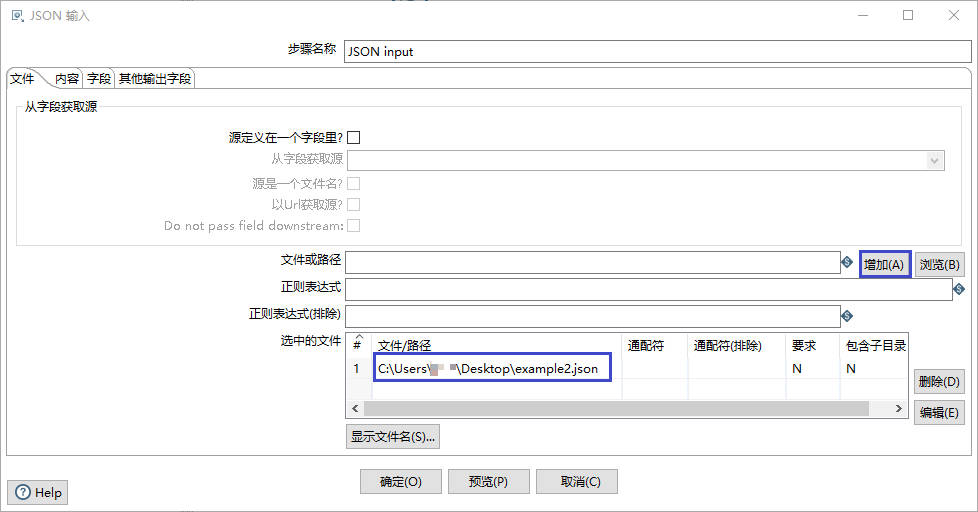 JSON 输入
步骤名称 JSON input
文件 内容 字段 其他输出字段
从字段获取源
源定义在一个字段里?
从字段获取源
源是一个文件名?
以Url获取源?
Do not pass field downstream:
文件或路径 增加(A) 浏览(B)
正则表达式
正则表达式(排除)
选中的文件 # 文件/路径 通配符 通配符(排除) 要求 包含子目录
1 C:\Users\ \Desktop\example2.json N N
删除(D)
编辑(E)
显示文件名(S)...
确定(O) 预览(P) 取消(C)
Help